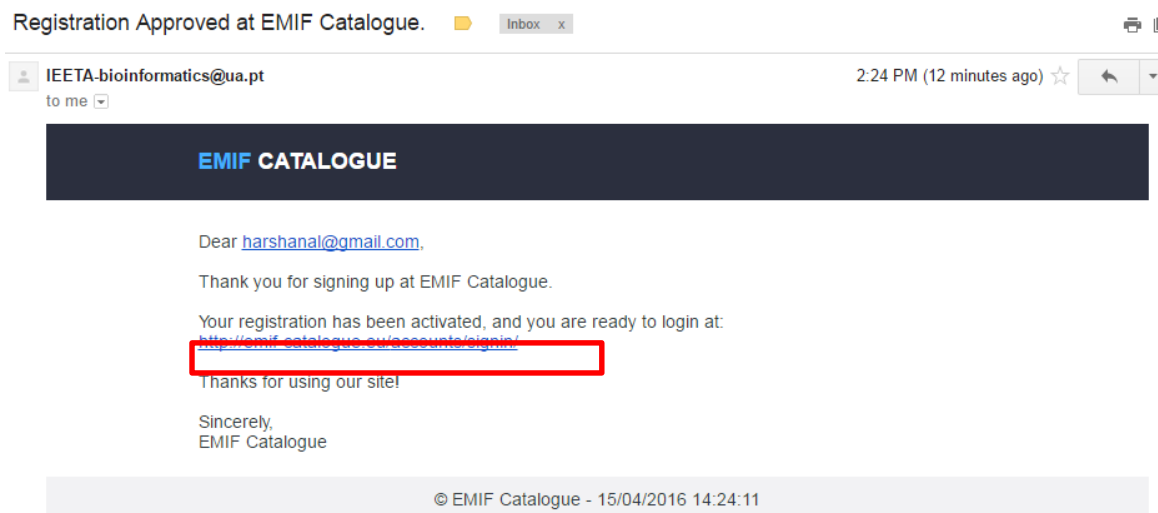 Registration Approved at EMIF Catalogue. Inbox x
IEETA-bioinformatics@ua.pt 2:24 PM (12 minutes ago)
to me
EMIF CATALOGUE
Dear harshanal@gmail.com,
Thank you for signing up at EMIF Catalogue.
Your registration has been activated, and you are ready to login at:
http://emif-catalogue.eu/accounts/signin/
Thanks for using our site!
Sincerely,
EMIF Catalogue
© EMIF Catalogue - 15/04/2016 14:24:11